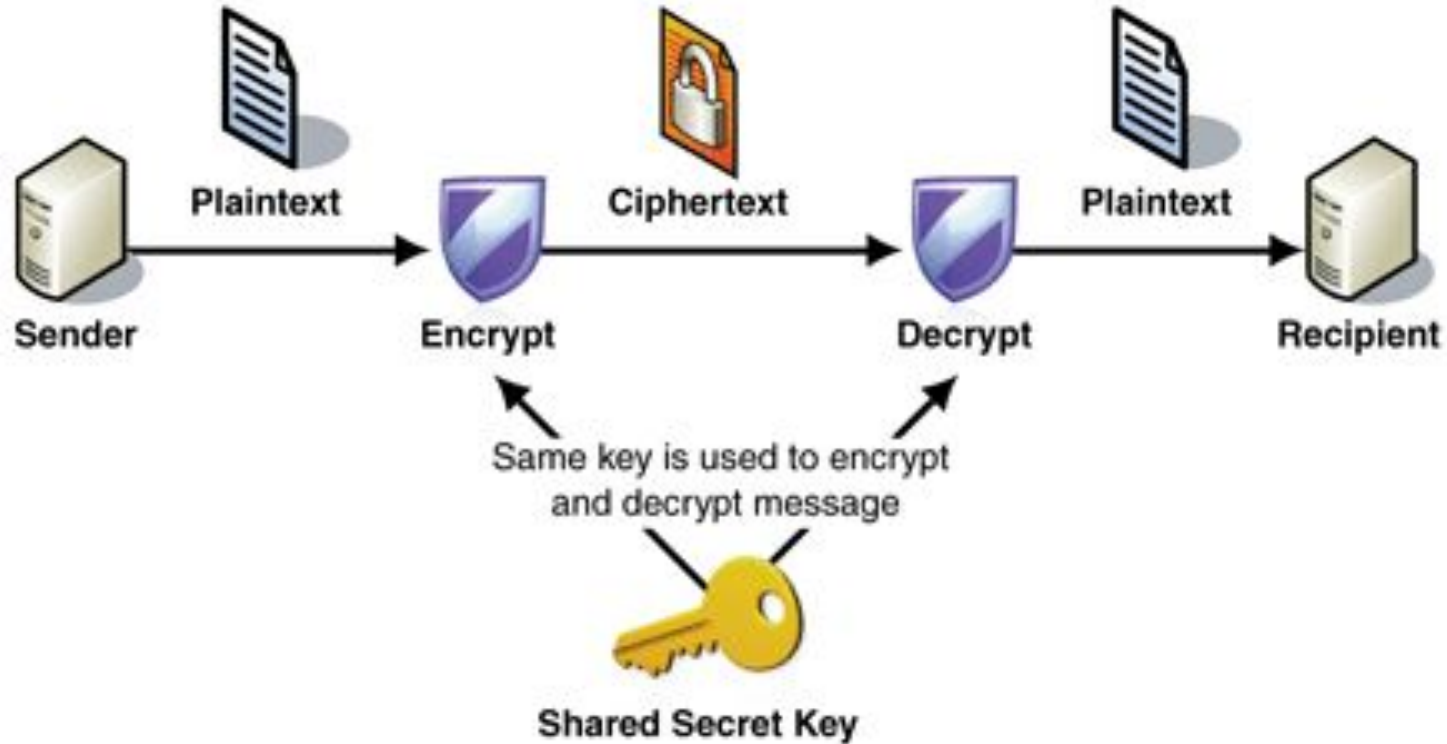 Plaintext
Ciphertext
Plaintext
Sender
Encrypt
Decrypt
Recipient
Same key is used to encrypt
and decrypt message
Shared Secret Key